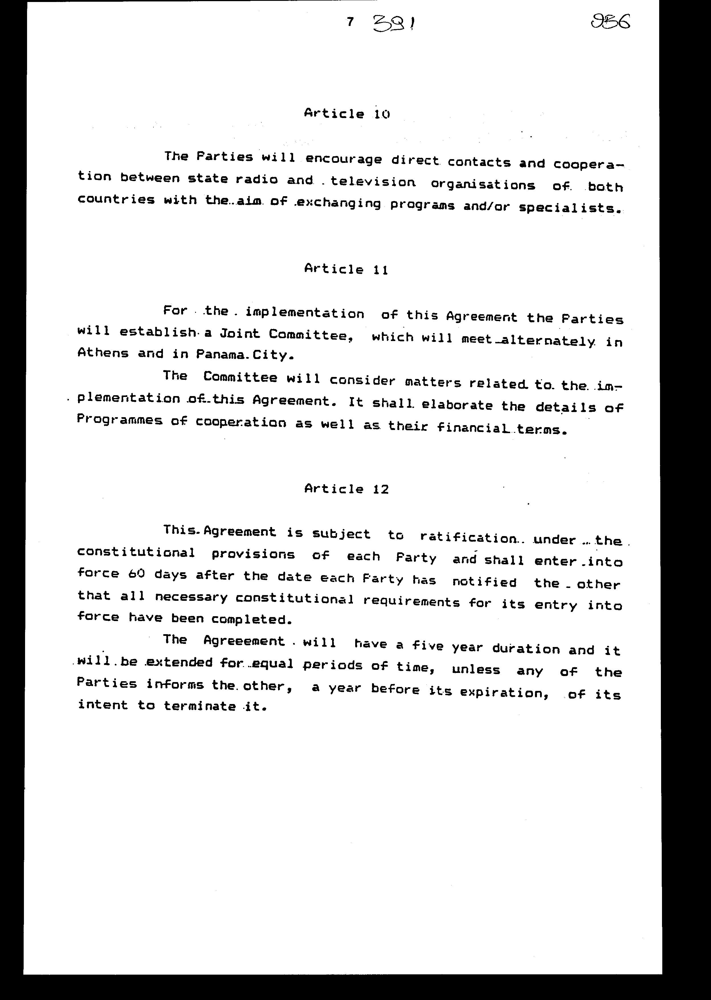 7 391 936
Article 10
The Parties will encourage direct contacts and coopera-
tion between state radio and television organisations of both
countries with the aim of exchanging programs and/or specialists.
Article 11
For the implementation of this Agreement the Parties
will establish a Joint Committee, which will meet alternately in
Athens and in Panama City.
The Committee will consider matters related to the im-
plementation of this Agreement. It shall elaborate the details of
Programmes of cooperation as well as their financial terms.
Article 12
This Agreement is subject to ratification under the
constitutional provisions of each Party and shall enter into
force 60 days after the date each Party has notified the other
that all necessary constitutional requirements for its entry into
force have been completed.
The Agreeement will have a five year duration and it
will be extended for equal periods of time, unless any of the
Parties informs the other, a year before its expiration, of its
intent to terminate it.